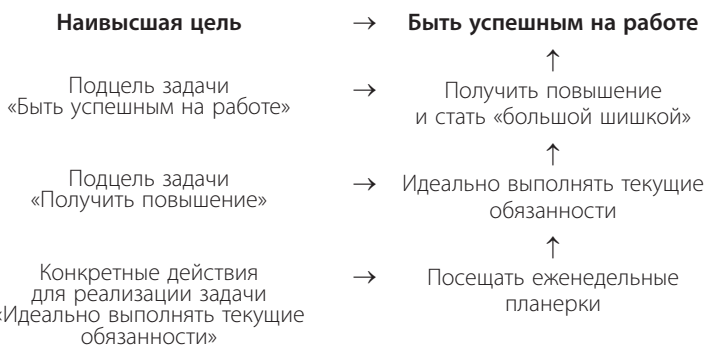 Наивысшая цель → Быть успешным на работе
↑
Подцель задачи
«Быть успешным на работе»
→
Получить повышение
и стать «большой шишкой»
↑
Подцель задачи
«Получить повышение»
→
Идеально выполнять текущие
обязанности
↑
Конкретные действия
для реализации задачи
«Идеально выполнять текущие
обязанности»
→
Посещать еженедельные
планерки